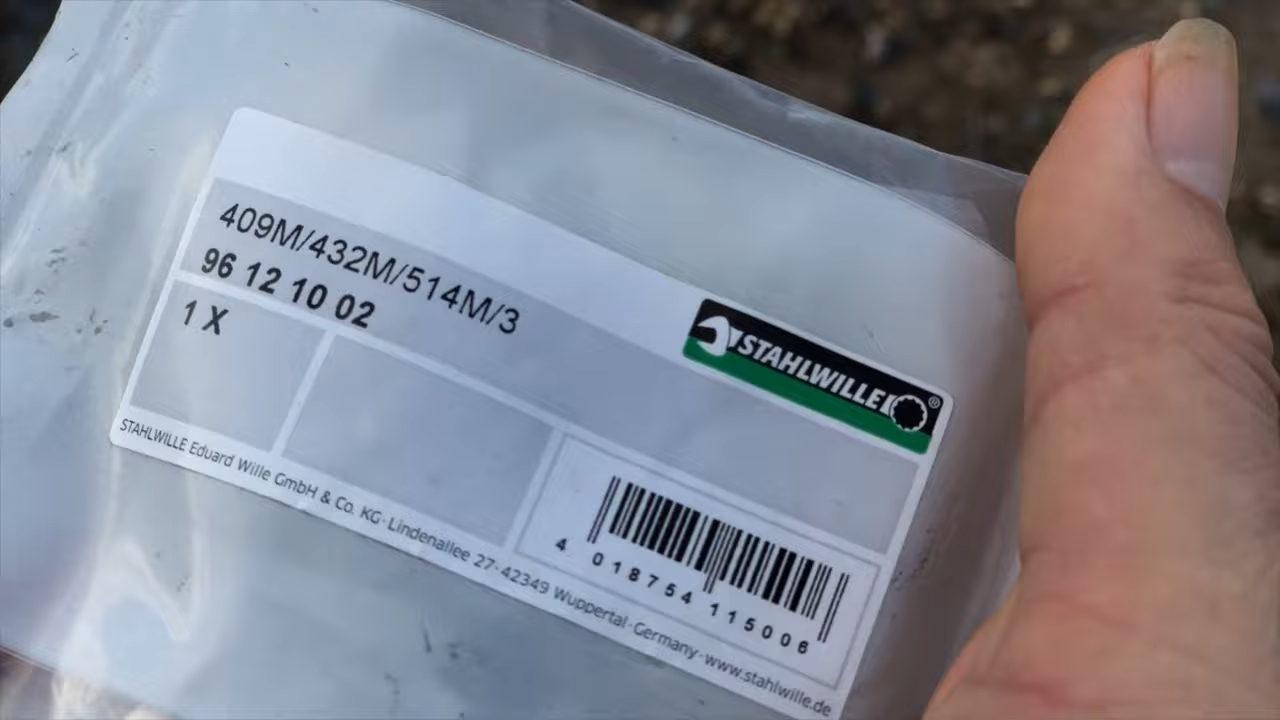 409M/432M/514M/3
96 12 10 02
1 X
STAHLWILLE®
4 018754 115006
STAHLWILLE Eduard Wille GmbH & Co. KG·Lindenallee 27·42349 Wuppertal·Germany·www.stahlwille.de